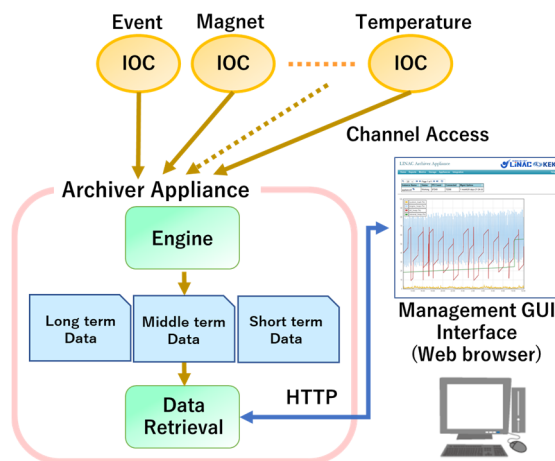 Event
Magnet
Temperature
IOC
IOC
IOC
Channel Access
Archiver Appliance
LINAC Archiver Appliance
LiNAC
KEK
Engine
Long term
Data
Middle term
Data
Short term
Data
Management GUI
Interface
(Web browser)
HTTP
Data
Retrieval